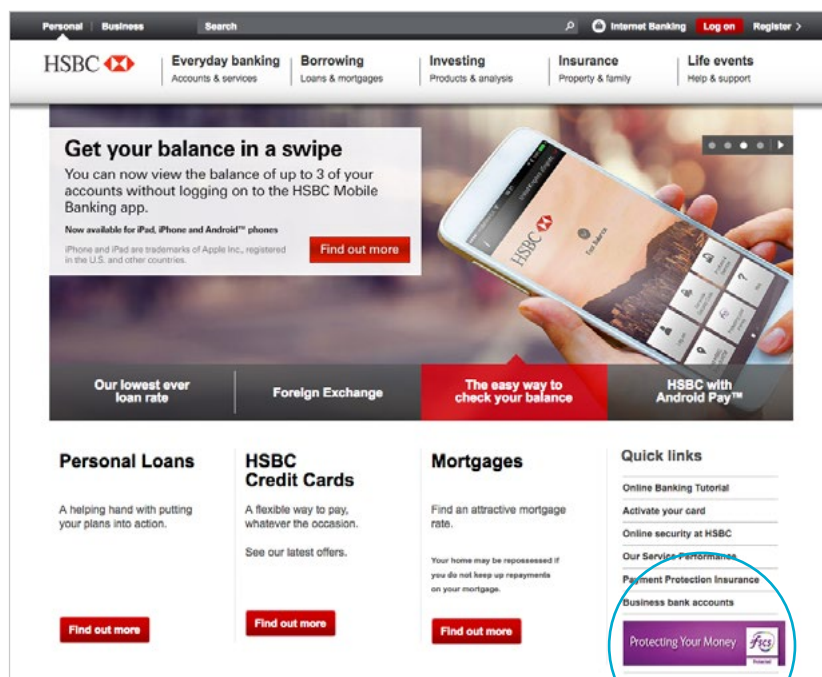 Personal Business Search Internet Banking Log on Register >
HSBC
Everyday banking
Accounts & services
Borrowing
Loans & mortgages
Investing
Products & analysis
Insurance
Property & family
Life events
Help & support
Get your balance in a swipe
You can now view the balance of up to 3 of your
accounts without logging on to the HSBC Mobile
Banking app.
Now available for iPad, iPhone and Android™ phones
iPhone and iPad are trademarks of Apple Inc., registered
in the U.S. and other countries.
Find out more
HSBC
Fast Balance
Log on
Our lowest ever
loan rate
Foreign Exchange
The easy way to
check your balance
HSBC with
Android Pay™
Personal Loans
A helping hand with putting
your plans into action.
Find out more
HSBC
Credit Cards
A flexible way to pay,
whatever the occasion.
See our latest offers.
Find out more
Mortgages
Find an attractive mortgage
rate.
Your home may be repossessed if
you do not keep up repayments
on your mortgage.
Find out more
Quick links
Online Banking Tutorial
Activate your card
Online security at HSBC
Our Service Performance
Payment Protection Insurance
Business bank accounts
Protecting Your Money
fscs
Protected